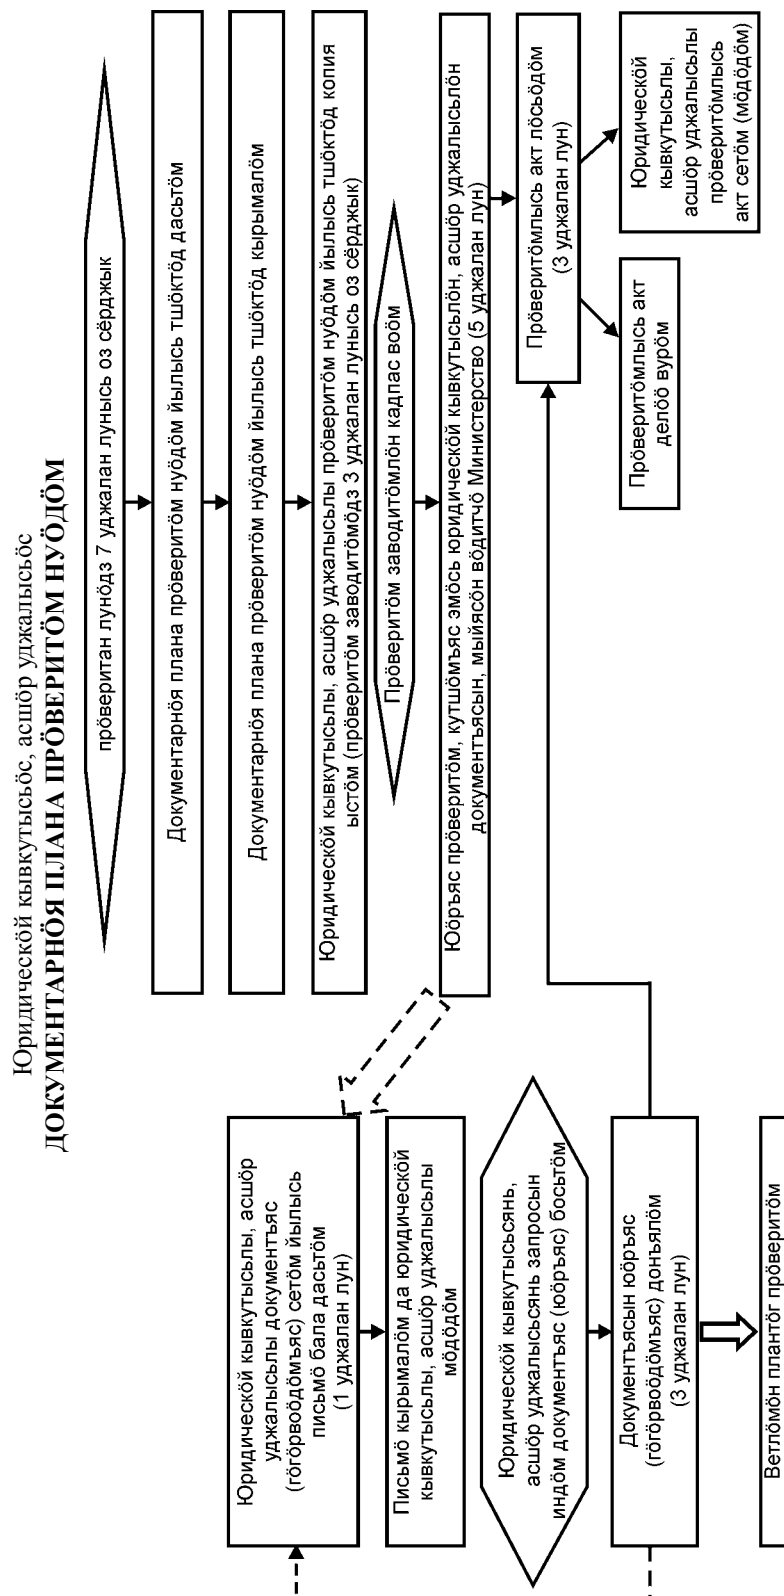 Юридическӧй кывкутысьӧс, асшӧр уджалысьӧс
ДОКУМЕНТАРНӦЯ ПЛАНА ПРӦВЕРИТӦМ НУӦДӦМ
прӧверитан лунӧдз 7 уджалан лунысь оз сёрджык
Документарнӧя плана прӧверитӧм нуӧдӧм йылысь тшӧктӧд дасьтӧм
Документарнӧя плана прӧверитӧм нуӧдӧм йылысь тшӧктӧд кырымалӧм
Юридическӧй кывкутысьлы, асшӧр уджалысьлы прӧверитӧм нуӧдӧм йылысь тшӧктӧд копия
ыстӧм (прӧверитӧм заводитӧмӧдз 3 уджалан лунысь оз сёрджык)
Прӧверитӧм заводитӧмлӧн кадпас воӧм
Юӧръяс прӧверитӧм, кутшӧмъяс эмӧсь юридическӧй кывкутысьлӧн, асшӧр уджалысьлӧн
документъясын, мыйясӧн вӧдитчӧ Министерство (5 уджалан лун)
Прӧверитӧмлысь акт лӧсьӧдӧм
(3 уджалан лун)
Прӧверитӧмлысь акт
делӧӧ вурӧм
Юридическӧй
кывкутысьлы,
асшӧр уджалысьлы
прӧверитӧмлысь
акт сетӧм (мӧдӧдӧм)
Юридическӧй кывкутысьлы, асшӧр
уджалысьлы документъяс
(гӧгӧрвоӧдӧмъяс) сетӧм йылысь
письмӧ бала дасьтӧм
(1 уджалан лун)
Письмӧ кырымалӧм да юридическӧй
кывкутысьлы, асшӧр уджалысьлы
мӧдӧдӧм
Юридическӧй кывкутысьсянь,
асшӧр уджалысьсянь запросын
индӧм документъяс (юӧръяс) босьтӧм
Документъясын юӧръяс
(гӧгӧрвоӧдӧмъяс) донъялӧм
(3 уджалан лун)
Ветлӧмӧн плантӧг прӧверитӧм